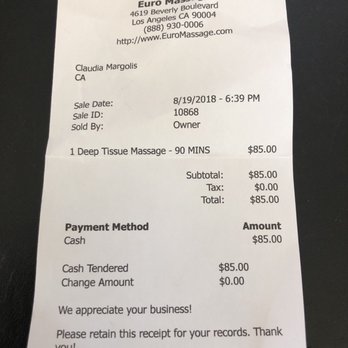 Euro Massage
4619 Beverly Boulevard
Los Angeles CA 90004
(888) 930-0006
http://www.EuroMassage.com
Claudia Margolis
CA
Sale Date: 8/19/2018 - 6:39 PM
Sale ID: 10868
Sold By: Owner
1 Deep Tissue Massage - 90 MINS $85.00
Subtotal: $85.00
Tax: $0.00
Total: $85.00
Payment Method Amount
Cash $85.00
Cash Tendered $85.00
Change Amount $0.00
We appreciate your business!
Please retain this receipt for your records. Thank
you!